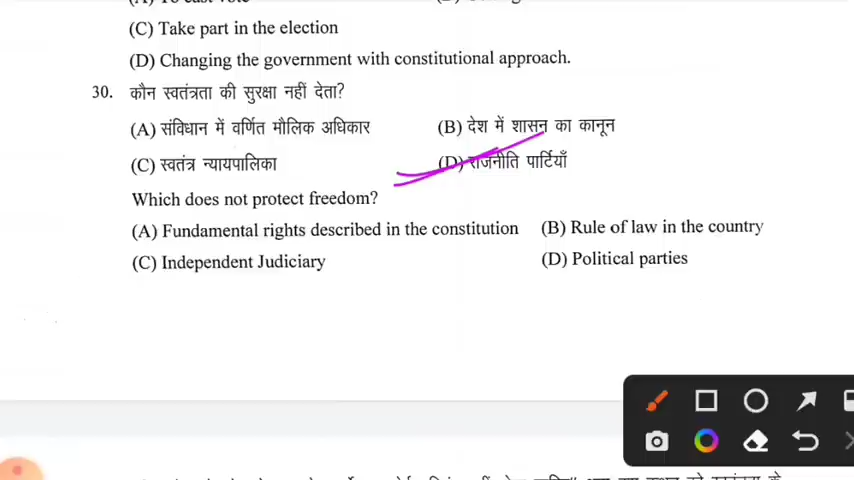 (C) Take part in the election
(D) Changing the government with constitutional approach.
30. कौन स्वतंत्रता की सुरक्षा नहीं देता?
(A) संविधान में वर्णित मौलिक अधिकार (B) देश में शासन का कानून
(C) स्वतंत्र न्यायपालिका (D) राजनीति पार्टियाँ
Which does not protect freedom?
(A) Fundamental rights described in the constitution (B) Rule of law in the country
(C) Independent Judiciary (D) Political parties